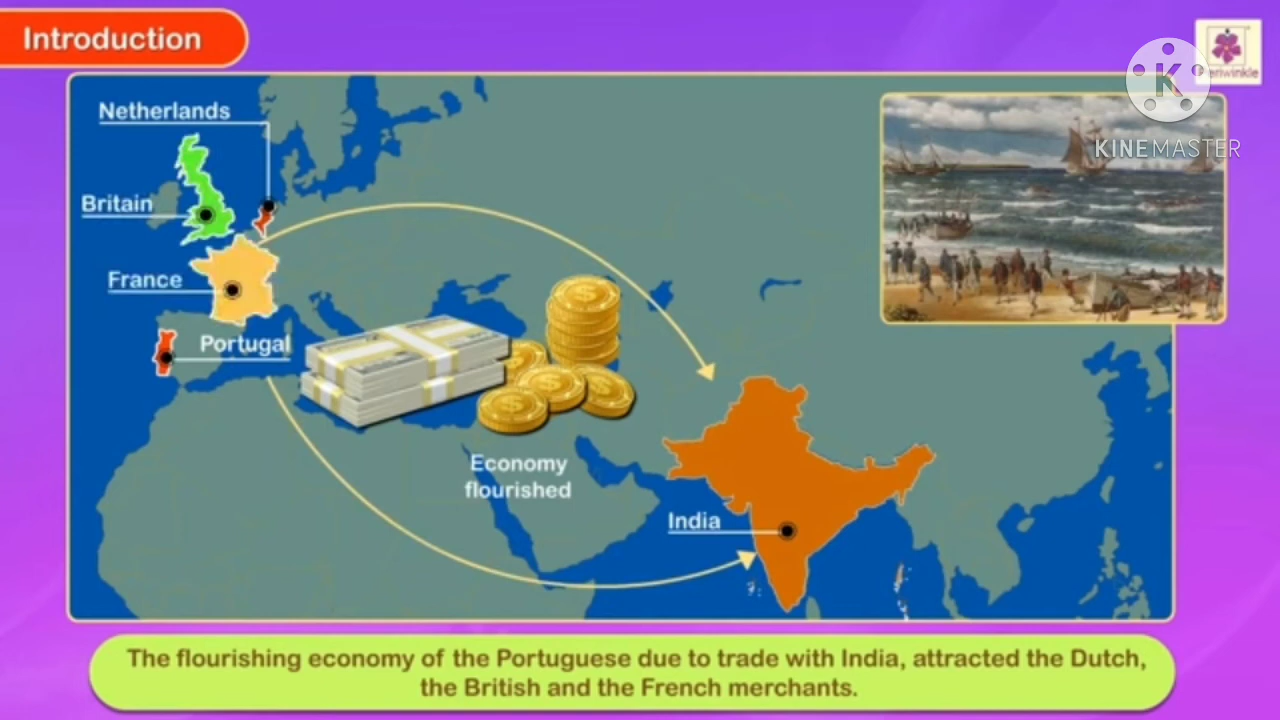 Introduction
Periwinkle
K
KINEMASTER
Netherlands
Britain
France
Portugal
Economy
flourished
India
The flourishing economy of the Portuguese due to trade with India, attracted the Dutch,
the British and the French merchants.